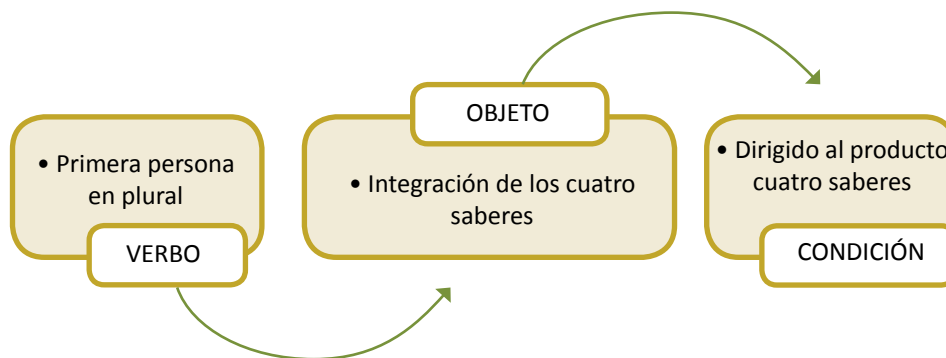 • Primera persona
en plural
VERBO
OBJETO
• Integración de los cuatro
saberes
• Dirigido al producto
cuatro saberes
CONDICIÓN